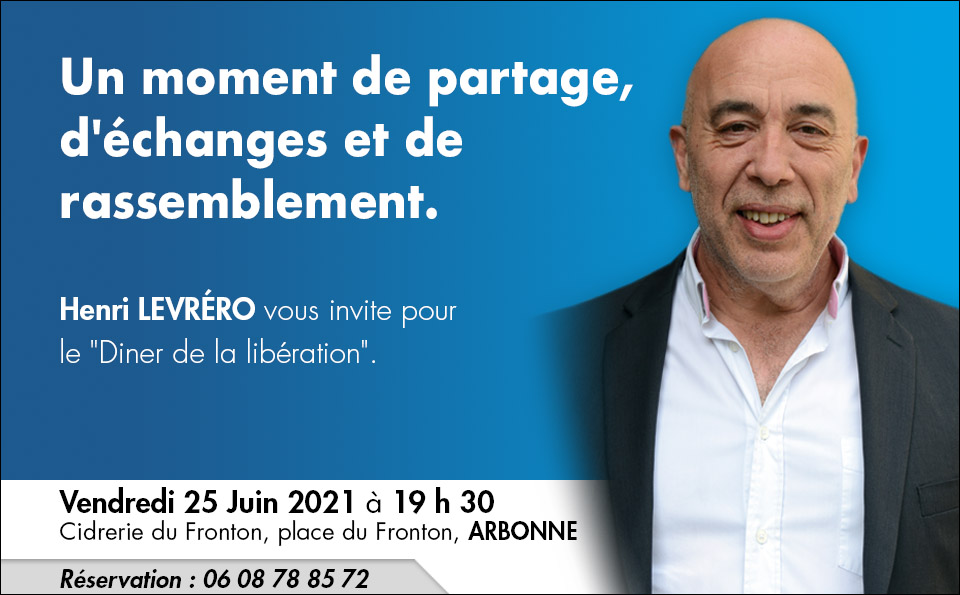 Un moment de partage,
d'échanges et de
rassemblement.
Henri LEVRÉRO vous invite pour
le "Diner de la libération".
Vendredi 25 Juin 2021 à 19 h 30
Cidrerie du Fronton, place du Fronton, ARBONNE
Réservation : 06 08 78 85 72